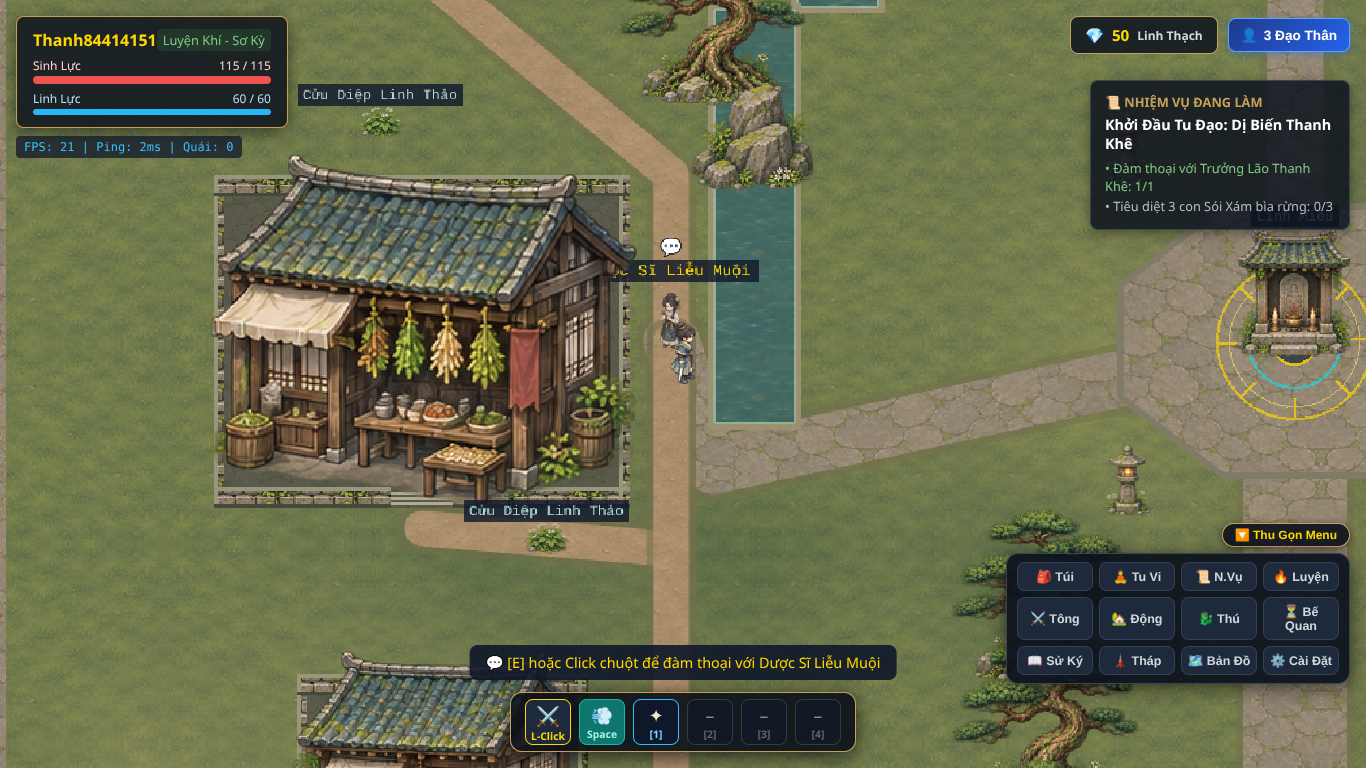 Thanh84414151 Luyện Khí - Sơ Kỳ
Sinh Lực 115 / 115
Linh Lực 60 / 60
FPS: 21 | Ping: 2ms | Quái: 0
Cửu Diệp Linh Thảo
50 Linh Thạch
3 Đạo Thân
NHIỆM VỤ ĐANG LÀM
Khởi Đầu Tu Đạo: Dị Biến Thanh
Khê
• Đàm thoại với Trưởng Lão Thanh
Khê: 1/1
• Tiêu diệt 3 con Sói Xám bìa rừng: 0/3
Linh Miếu
Sĩ Liễu Muội
Cửu Diệp Linh Thảo
Thu Gọn Menu
Túi
Tu Vi
N.Vụ
Luyện
Tông
Động
Thú
Bế
Quan
Sử Ký
Tháp
Bản Đồ
Cài Đặt
[E] hoặc Click chuột để đàm thoại với Dược Sĩ Liễu Muội
L-Click
Space
[1]
[2]
[3]
[4]